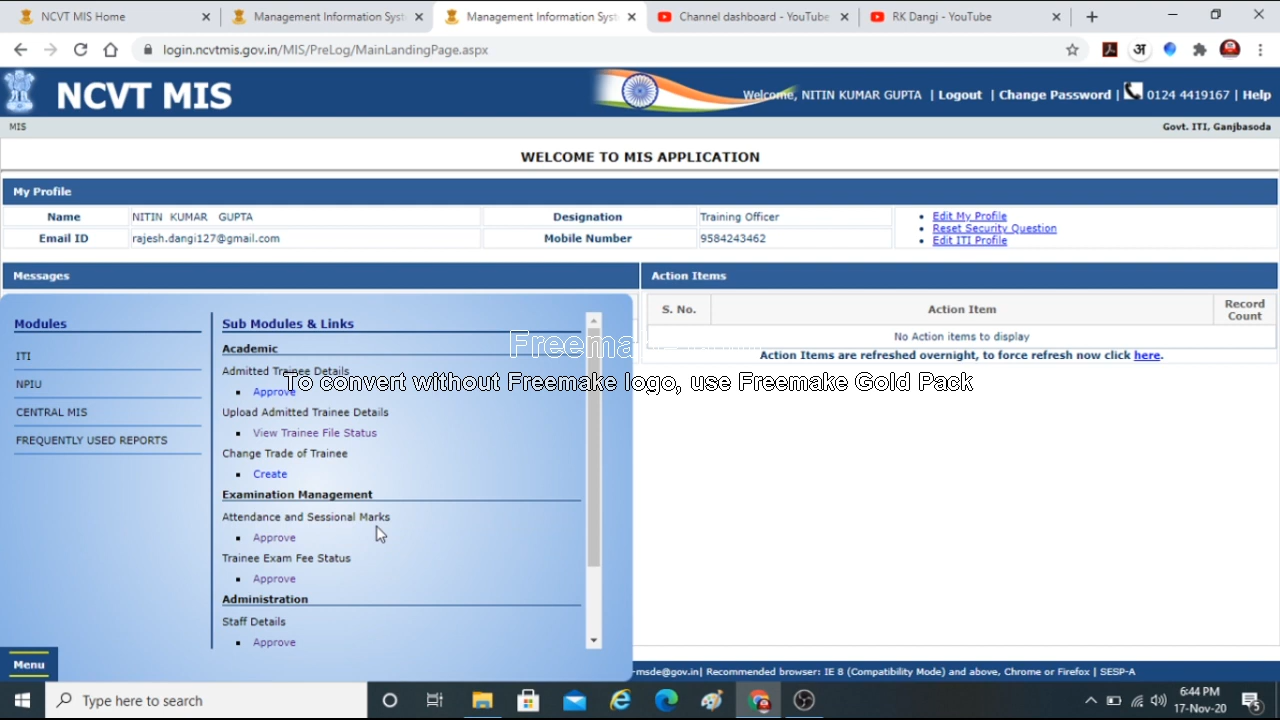 NCVT MIS Home
Management Information Syst
Management Information Syst
Channel dashboard - YouTube
RK Dangi - YouTube
login.ncvtmis.gov.in/MIS/PreLog/MainLandingPage.aspx
अ
NCVT MIS
Welcome, NITIN KUMAR GUPTA | Logout | Change Password | 0124 4419167 | Help
MIS
Govt. ITI, Ganjbasoda
WELCOME TO MIS APPLICATION
My Profile
Name NITIN KUMAR GUPTA Designation Training Officer
Email ID rajesh.dangi127@gmail.com Mobile Number 9584243462
Edit My Profile
Reset Security Question
Edit ITI Profile
Messages
Action Items
S. No. Action Item Record Count
No Action items to display
Action Items are refreshed overnight, to force refresh now click here.
Modules
ITI
NPIU
CENTRAL MIS
FREQUENTLY USED REPORTS
Sub Modules & Links
Academic
Admitted Trainee Details
Approve
Upload Admitted Trainee Details
View Trainee File Status
Change Trade of Trainee
Create
Examination Management
Attendance and Sessional Marks
Approve
Trainee Exam Fee Status
Approve
Administration
Staff Details
Approve
To convert without Freemake logo, use Freemake Gold Pack
Menu
-msde@gov.in| Recommended browser: IE 8 (Compatibility Mode) and above, Chrome or Firefox | SESP-A
Type here to search
6:44 PM
17-Nov-20
5